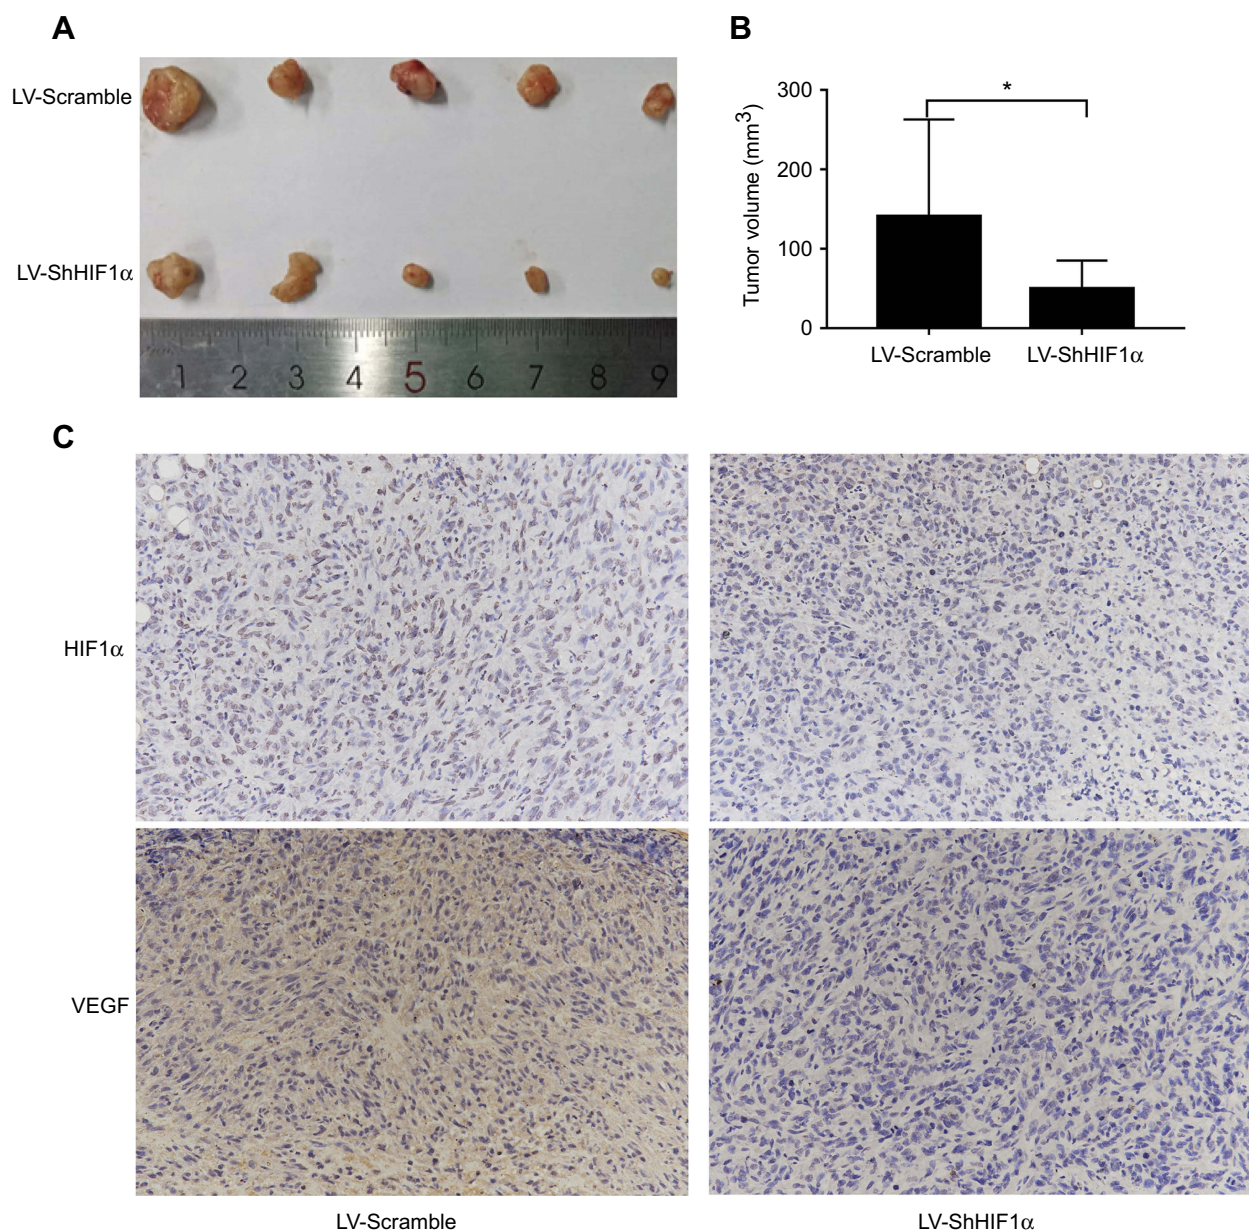 A
LV-Scramble
LV-ShHIF1α
1 2 3 4 5 6 7 8 9
B
Tumor volume (mm3)
300
200
100
0
*
LV-Scramble LV-ShHIF1α
C
HIF1α
VEGF
LV-Scramble LV-ShHIF1α